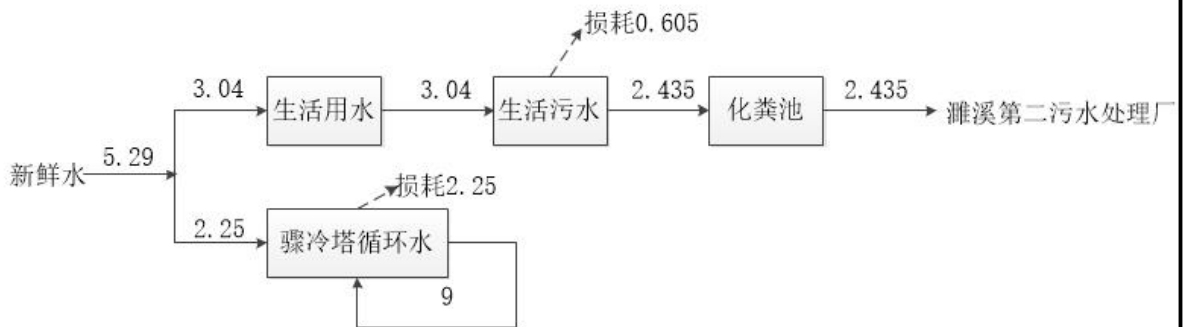 损耗0.605
3.04
生活用水
3.04
生活污水
2.435
化粪池
2.435
濉溪第二污水处理厂
新鲜水
5.29
损耗2.25
2.25
骤冷塔循环水
9